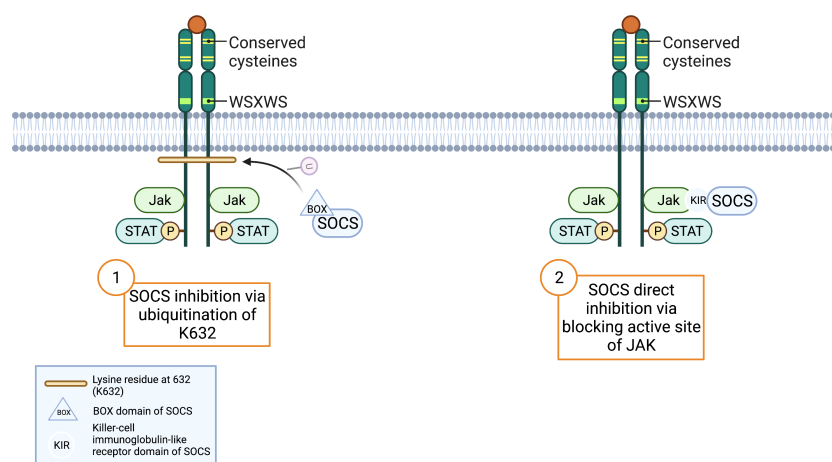 Conserved
cysteines
WSXWS
U
Jak
Jak
BOX
SOCS
STAT
P
P
STAT
1
SOCS inhibition via
ubiquitination of
K632
Conserved
cysteines
WSXWS
Jak
Jak
KIR
SOCS
STAT
P
P
STAT
2
SOCS direct
inhibition via
blocking active site
of JAK
Lysine residue at 632
(K632)
BOX
BOX domain of SOCS
KIR
Killer-cell
immunoglobulin-like
receptor domain of SOCS